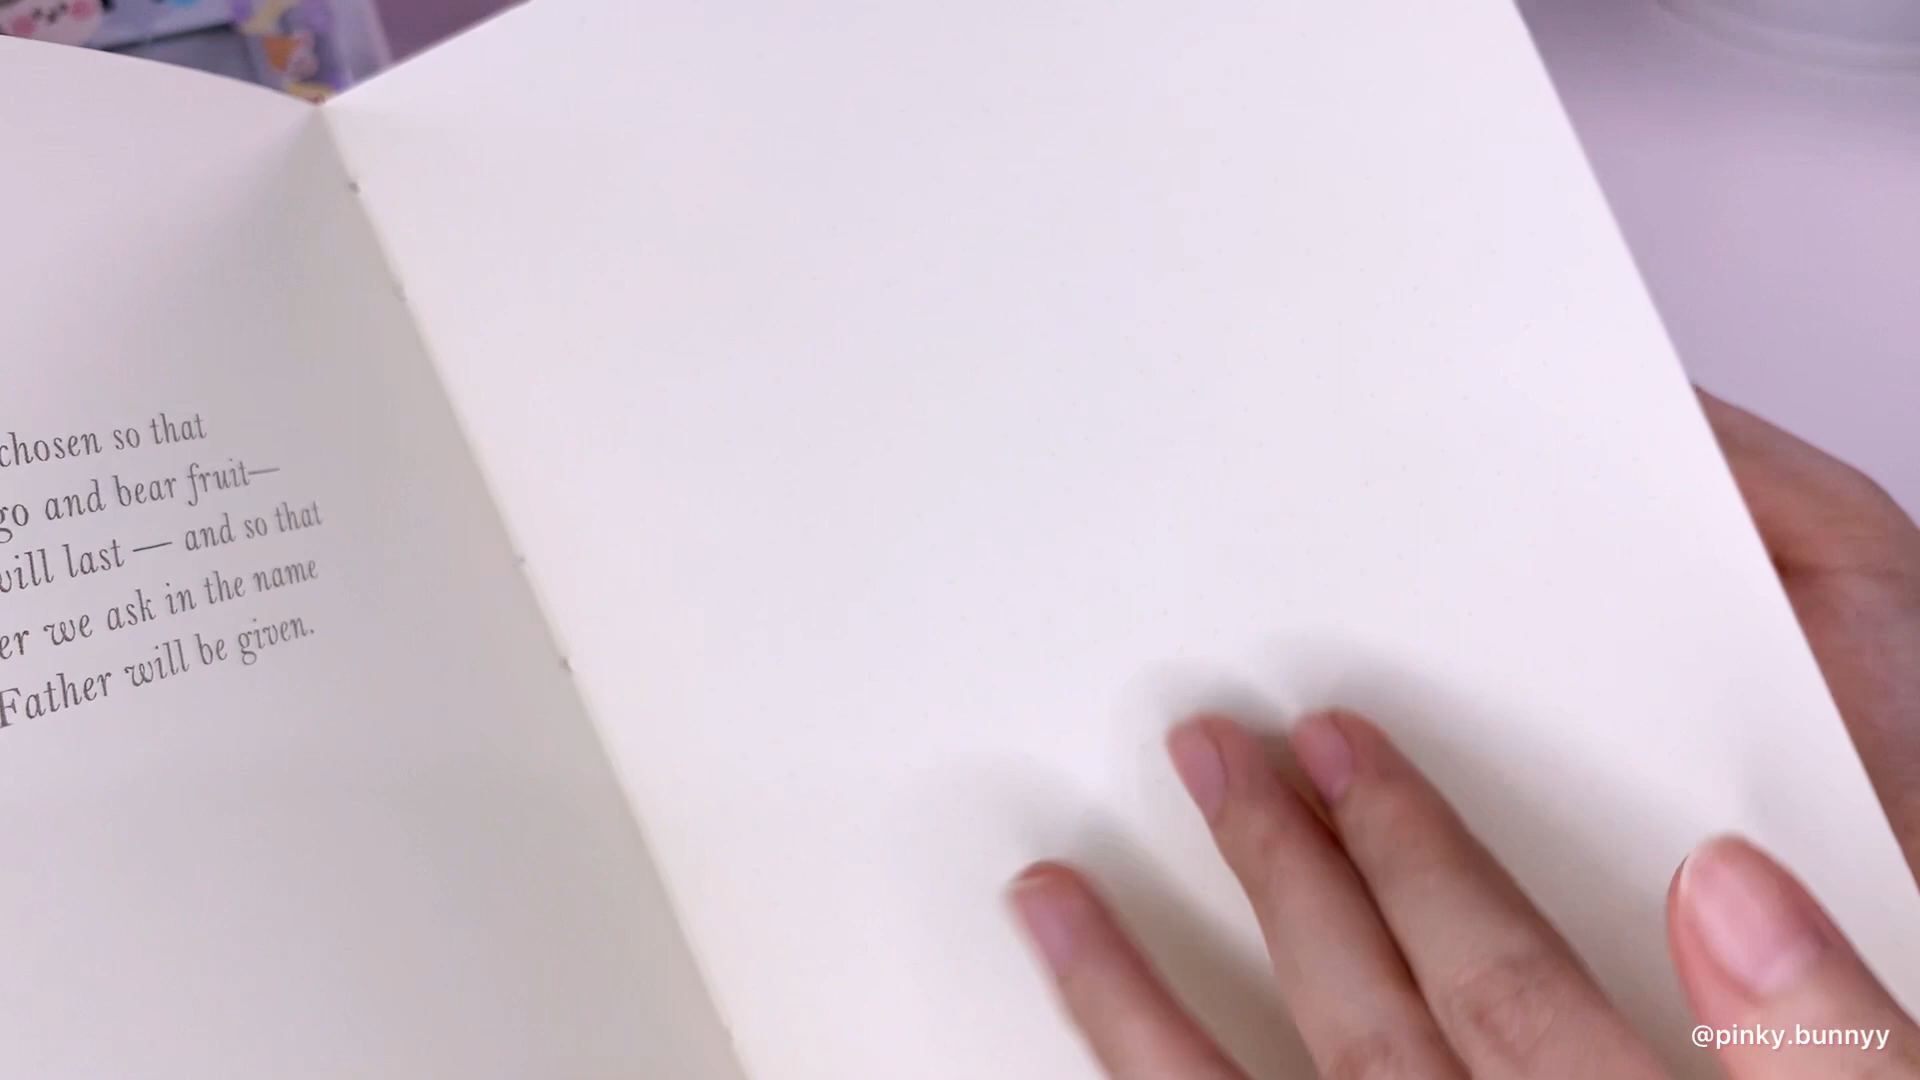 chosen so that
go and bear fruit—
will last — and so that
er we ask in the name
Father will be given.
@pinky.bunnyy